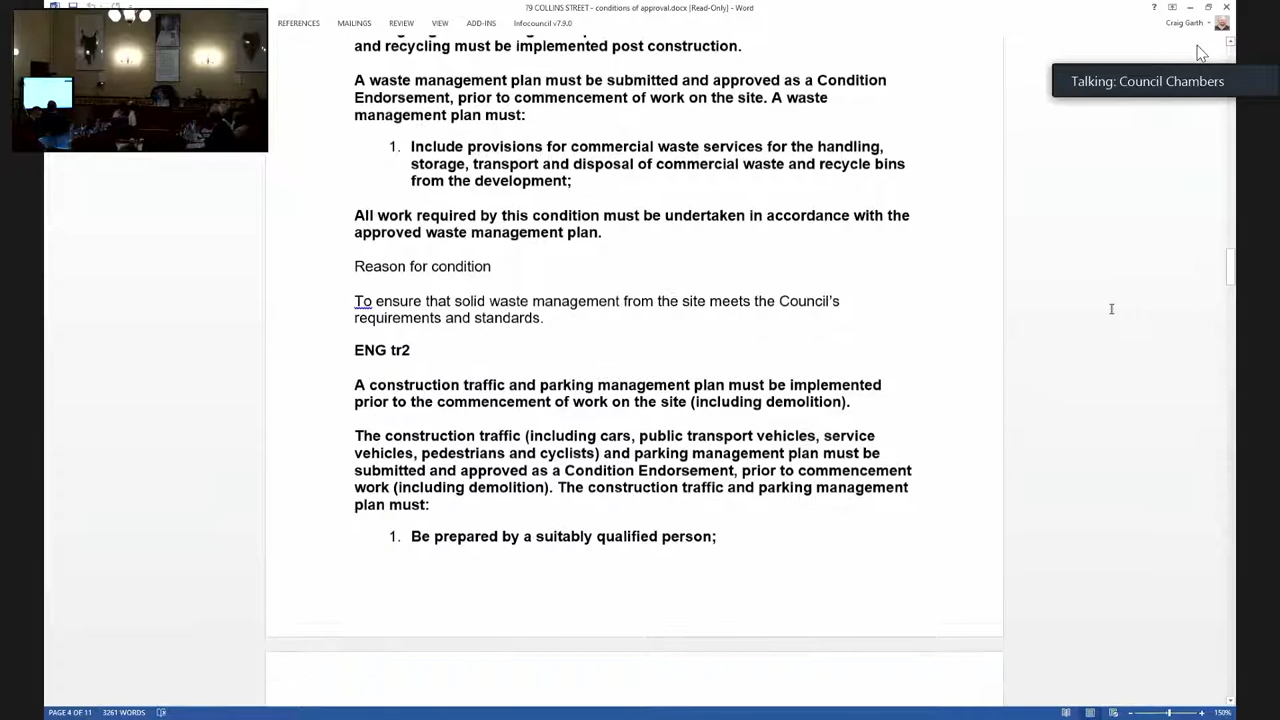 79 COLLINS STREET - conditions of approval.docx [Read-Only] - Word
REFERENCES MAILINGS REVIEW VIEW ADD-INS Infocouncil v7.9.0 Craig Garth
Talking: Council Chambers
and recycling must be implemented post construction.
A waste management plan must be submitted and approved as a Condition
Endorsement, prior to commencement of work on the site. A waste
management plan must:
1. Include provisions for commercial waste services for the handling,
storage, transport and disposal of commercial waste and recycle bins
from the development;
All work required by this condition must be undertaken in accordance with the
approved waste management plan.
Reason for condition
To ensure that solid waste management from the site meets the Council's
requirements and standards.
ENG tr2
A construction traffic and parking management plan must be implemented
prior to the commencement of work on the site (including demolition).
The construction traffic (including cars, public transport vehicles, service
vehicles, pedestrians and cyclists) and parking management plan must be
submitted and approved as a Condition Endorsement, prior to commencement
work (including demolition). The construction traffic and parking management
plan must:
1. Be prepared by a suitably qualified person;
PAGE 4 OF 11 3261 WORDS 150%